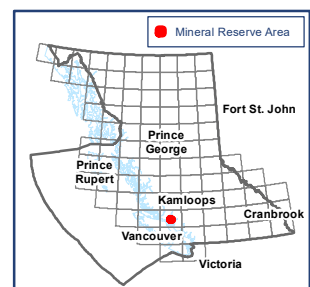 Mineral Reserve Area
Fort St. John
Prince
George
Prince
Rupert
Kamloops
Cranbrook
Vancouver
Victoria